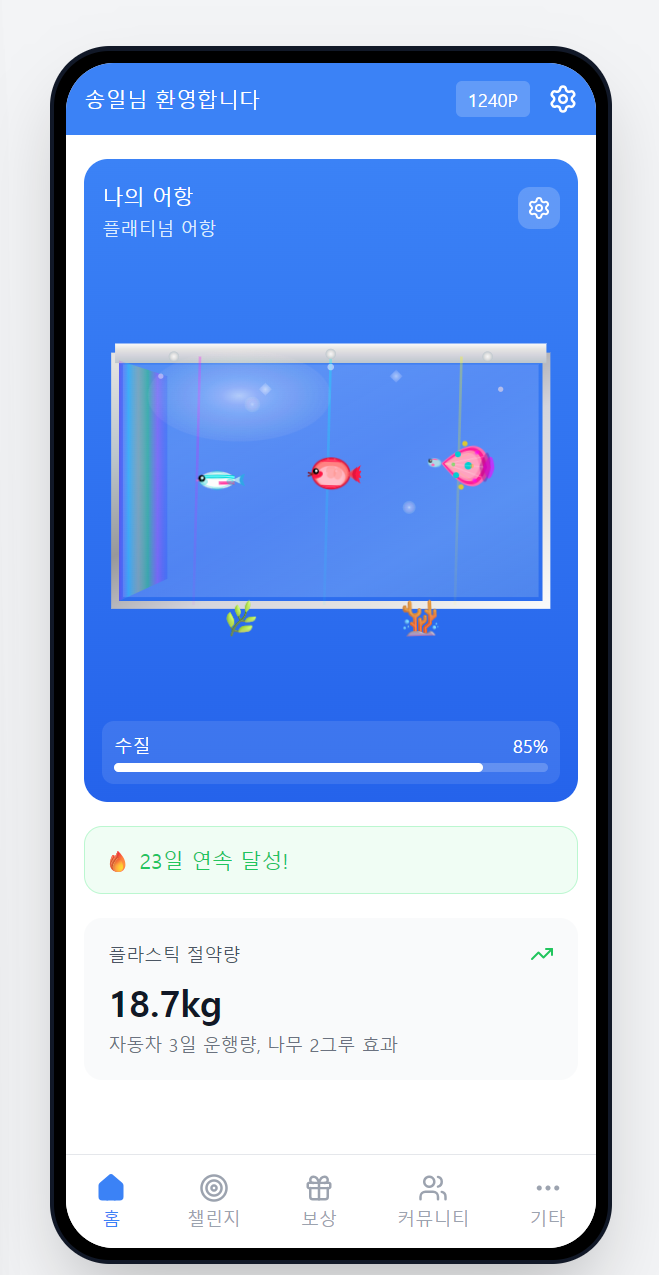 송일님 환영합니다
1240P
나의 어항
플래티넘 어항
수질
85%
23일 연속 달성!
플라스틱 절약량
18.7kg
자동차 3일 운행량, 나무 2그루 효과
홈
챌린지
보상
커뮤니티
기타